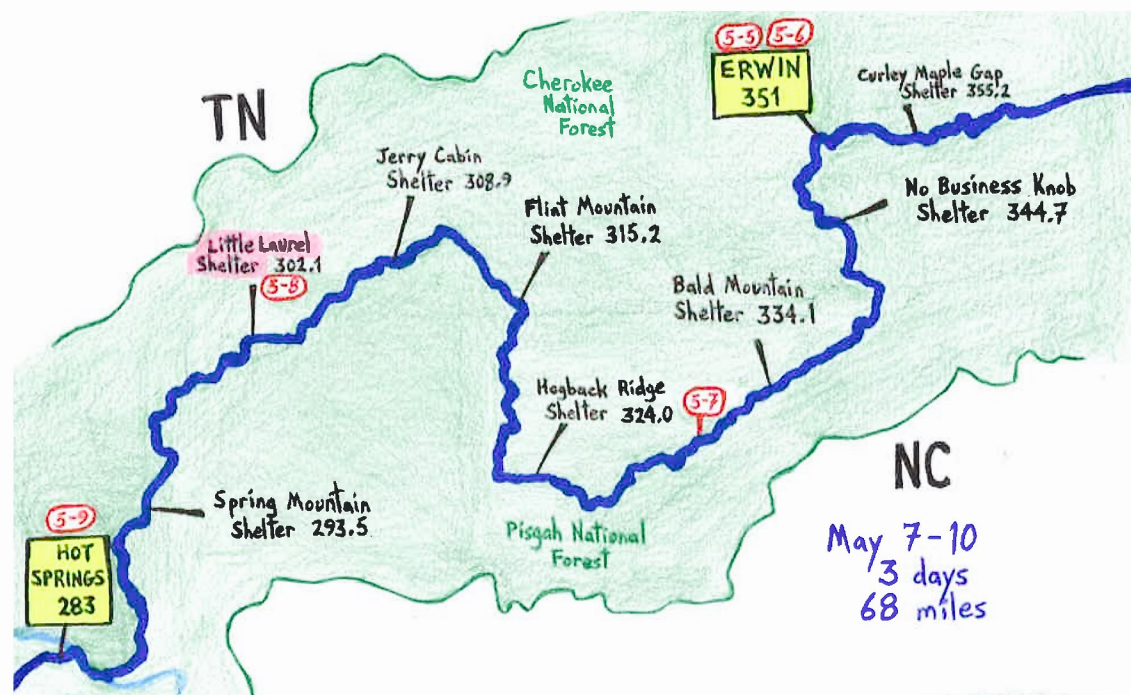 5-5 5-6
ERWIN
351
Curley Maple Gap
Shelter 355.2
Cherokee
National
Forest
TN
Jerry Cabin
Shelter 308.9
No Business Knob
Shelter 344.7
Flint Mountain
Shelter 315.2
Little Laurel
Shelter 302.1
5-8
Bald Mountain
Shelter 334.1
Hogback Ridge
Shelter 324.0
5-7
NC
Spring Mountain
Shelter 293.5
5-9
HOT
SPRINGS
283
Pisgah National
Forest
May 7-10
3 days
68 miles